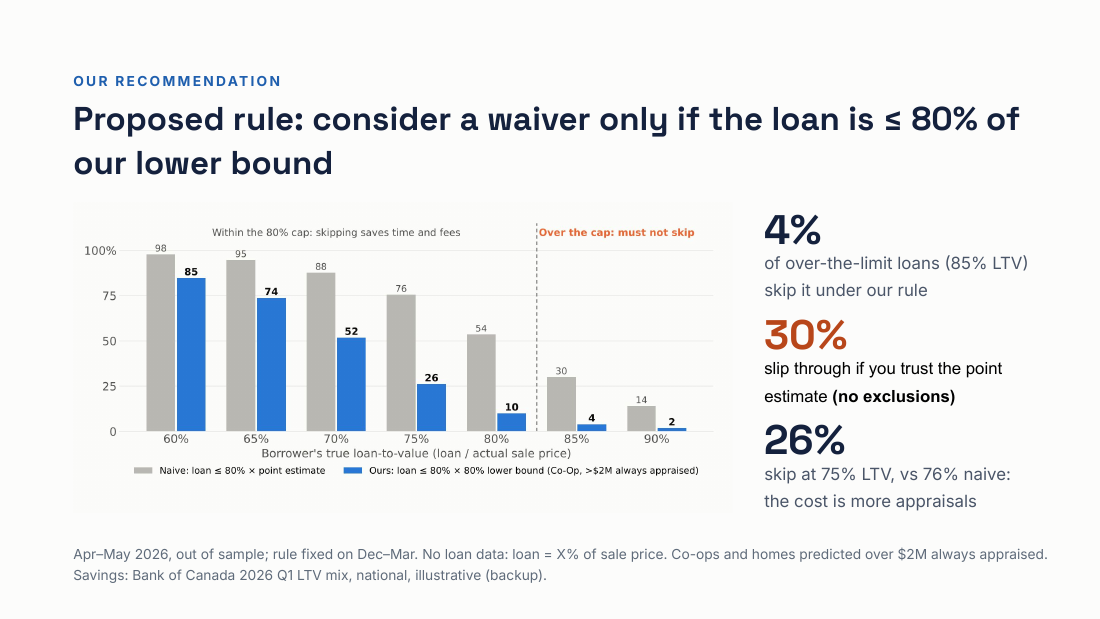 OUR RECOMMENDATION
Proposed rule: consider a waiver only if the loan is ≤ 80% of
our lower bound
Within the 80% cap: skipping saves time and fees
Over the cap: must not skip
100%
75
50
25
0
98
85
95
74
88
52
76
26
54
10
30
4
14
2
60%
65%
70%
75%
80%
85%
90%
Borrower's true loan-to-value (loan / actual sale price)
Naive: loan ≤ 80% × point estimate
Ours: loan ≤ 80% × 80% lower bound (Co-Op, >$2M always appraised)
4%
of over-the-limit loans (85% LTV)
skip it under our rule
30%
slip through if you trust the point
estimate (no exclusions)
26%
skip at 75% LTV, vs 76% naive:
the cost is more appraisals
Apr–May 2026, out of sample; rule fixed on Dec–Mar. No loan data: loan = X% of sale price. Co-ops and homes predicted over $2M always appraised.
Savings: Bank of Canada 2026 Q1 LTV mix, national, illustrative (backup).